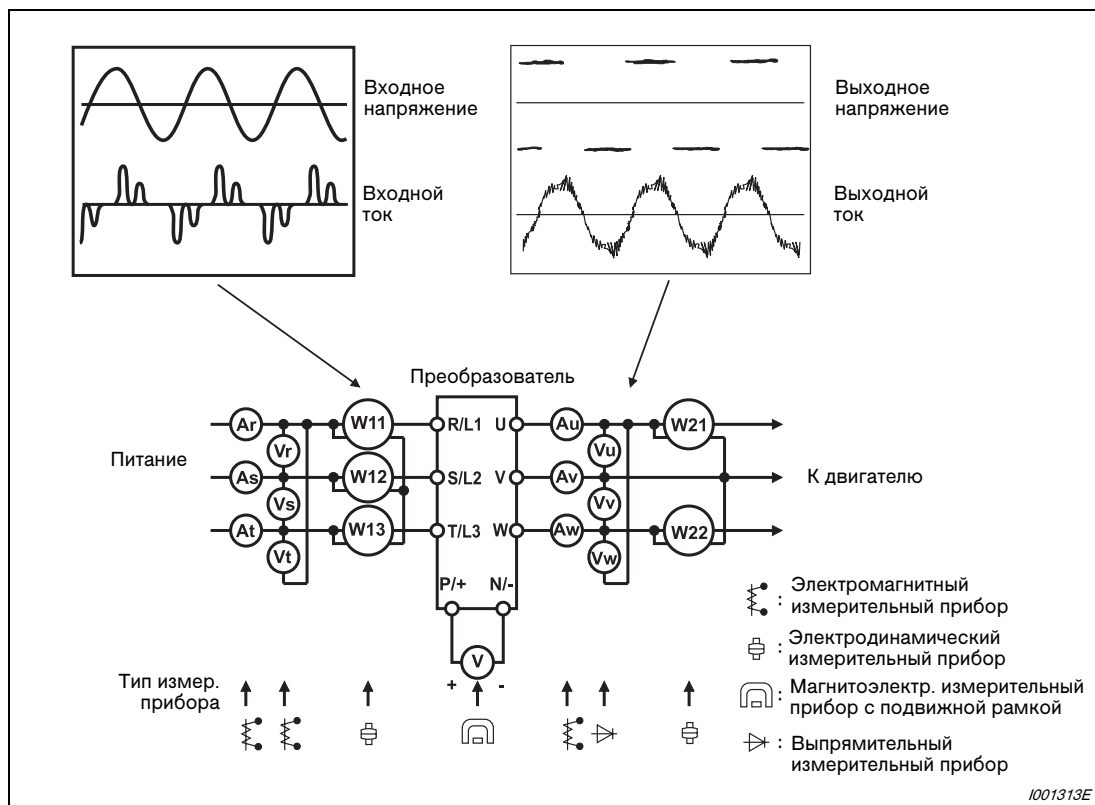 Входное
напряжение
Входной
ток
Выходное
напряжение
Выходной
ток
Преобразователь
Питание
Ar
As
At
Vr
Vs
Vt
W11
W12
W13
R/L1 U
S/L2 V
T/L3 W
P/+ N/-
Au
Av
Aw
Vu
Vv
Vw
W21
W22
К двигателю
V
+ -
Тип измер.
прибора
: Электромагнитный
измерительный прибор
: Электродинамический
измерительный прибор
: Магнитоэлектр. измерительный
прибор с подвижной рамкой
: Выпрямительный
измерительный прибор
I001313E